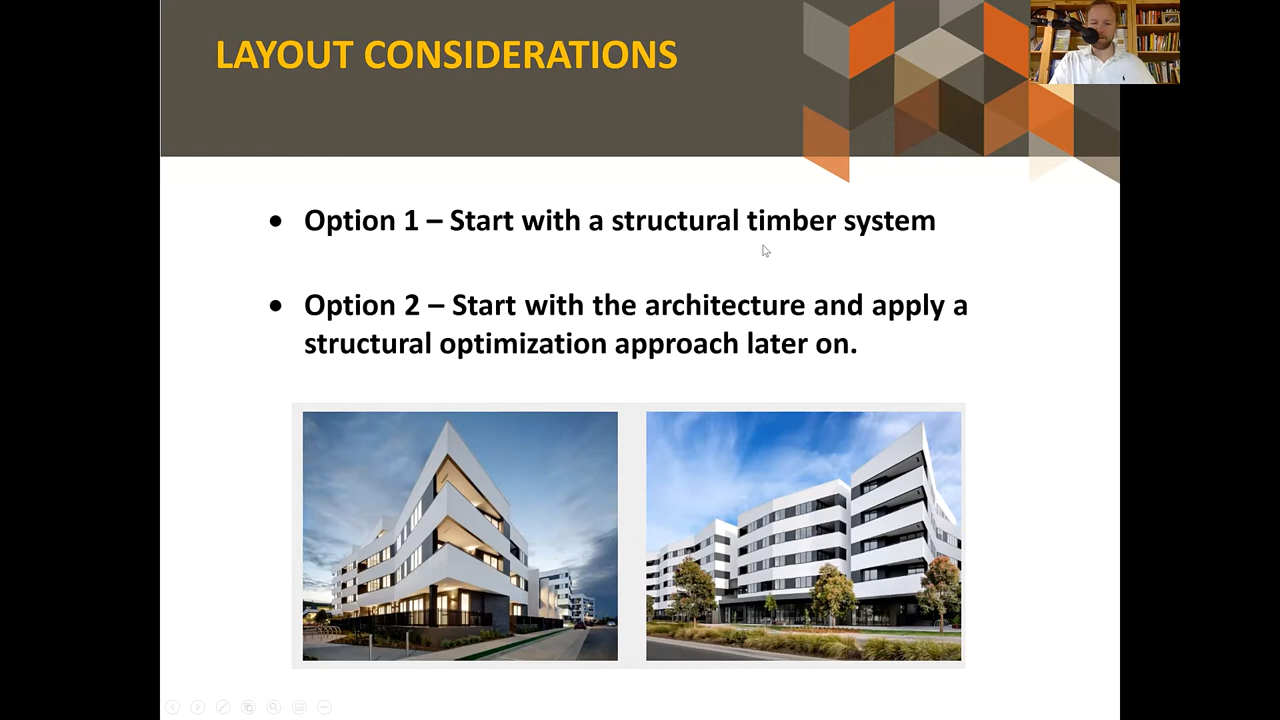 LAYOUT CONSIDERATIONS
• Option 1 – Start with a structural timber system
• Option 2 – Start with the architecture and apply a
structural optimization approach later on.